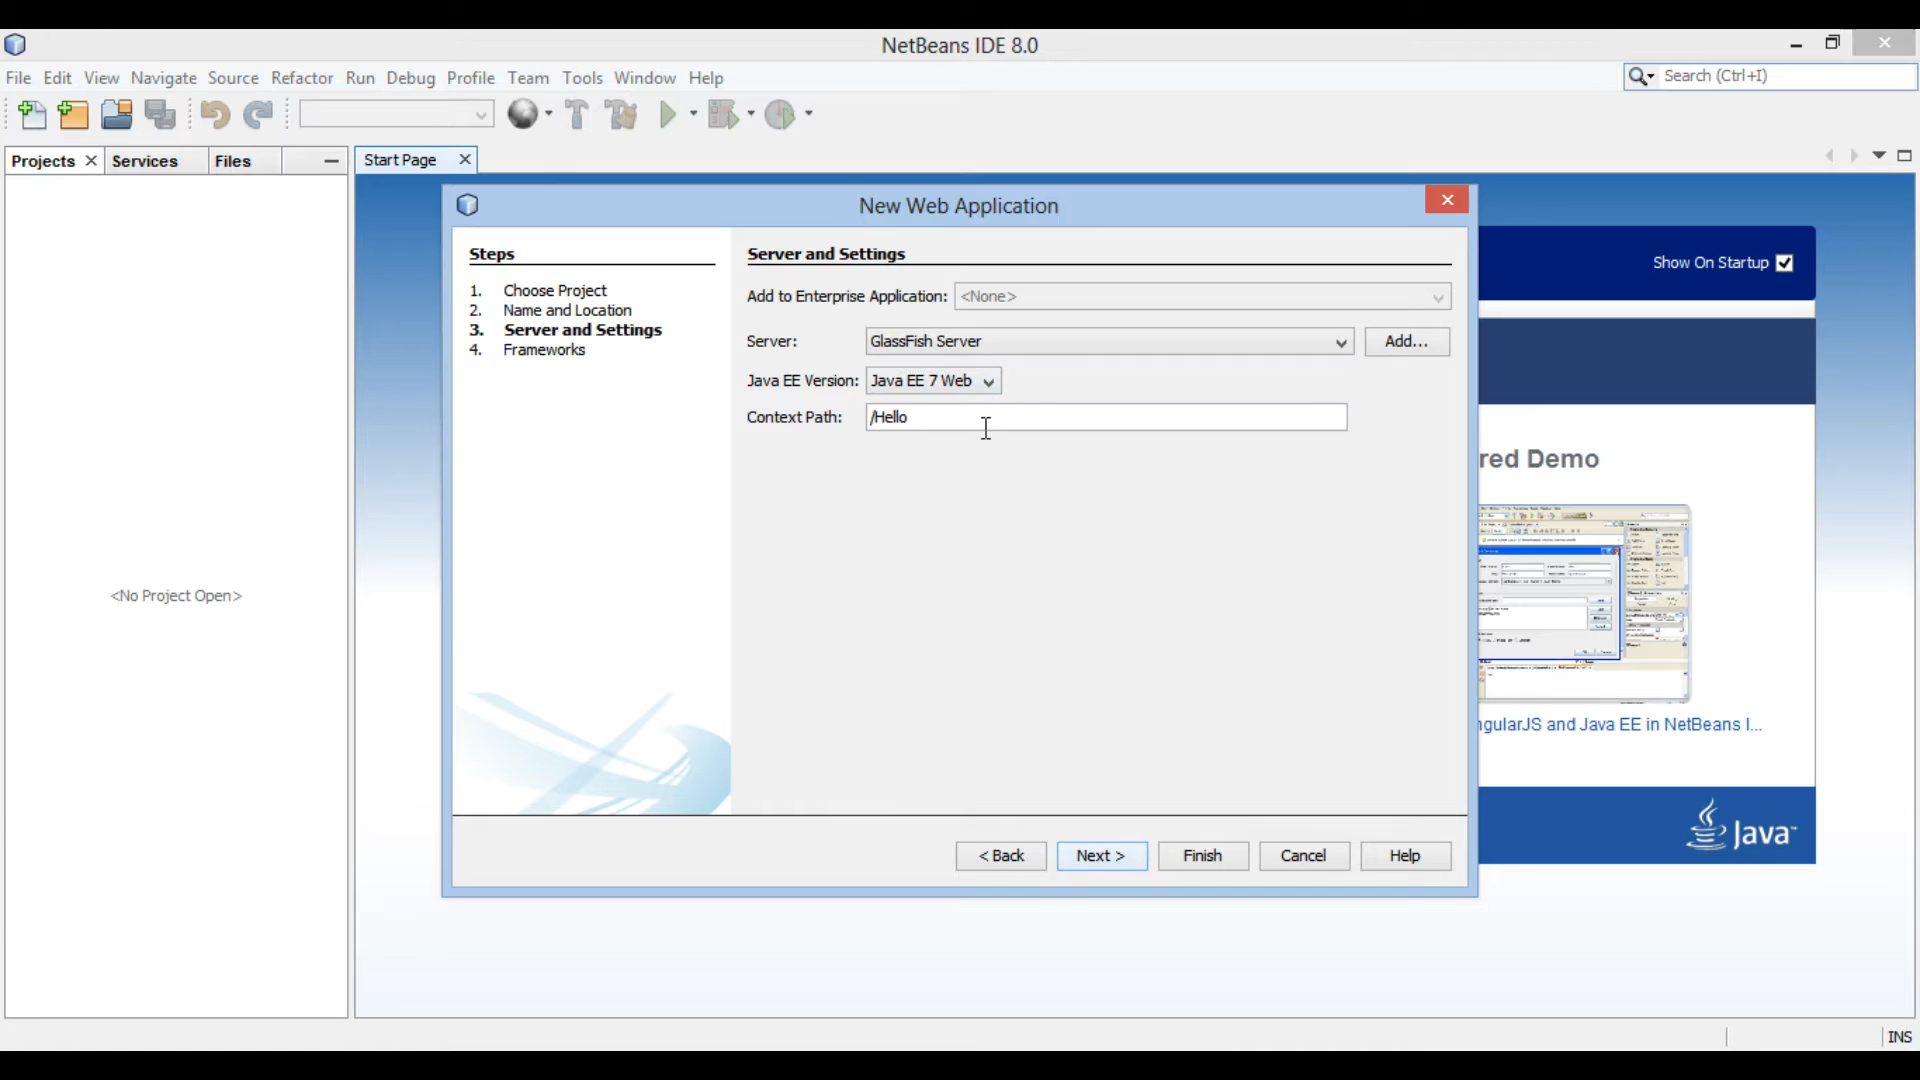 NetBeans IDE 8.0
File Edit View Navigate Source Refactor Run Debug Profile Team Tools Window Help
Search (Ctrl+I)
Projects Services Files
Start Page
New Web Application
Steps
1. Choose Project
2. Name and Location
3. Server and Settings
4. Frameworks
Server and Settings
Add to Enterprise Application: <None>
Server: GlassFish Server Add...
Java EE Version: Java EE 7 Web
Context Path: /Hello
< Back Next > Finish Cancel Help
<No Project Open>
Show On Startup
red Demo
ngularJS and Java EE in NetBeans I...
Java™
INS